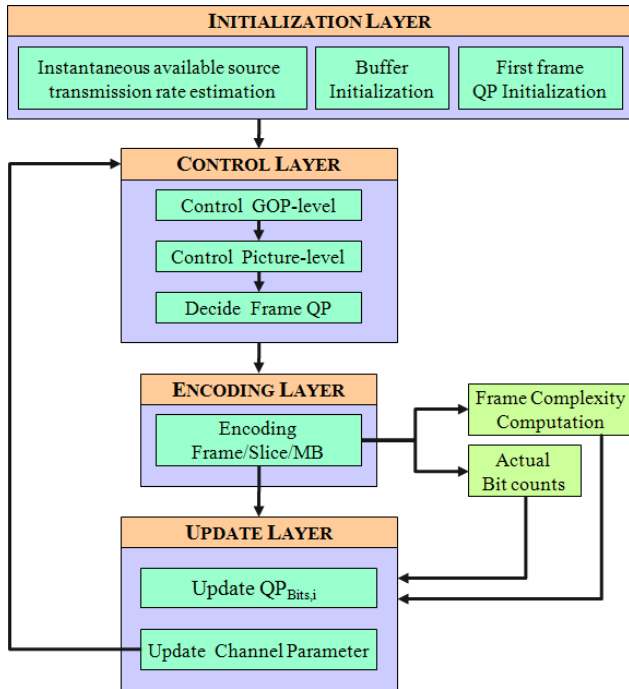 INITIALIZATION LAYER
Instantaneous available source
transmission rate estimation
Buffer
Initialization
First frame
QP Initialization
CONTROL LAYER
Control GOP-level
Control Picture-level
Decide Frame QP
ENCODING LAYER
Encoding
Frame/Slice/MB
Frame Complexity
Computation
Actual
Bit counts
UPDATE LAYER
Update QPBits,i
Update Channel Parameter